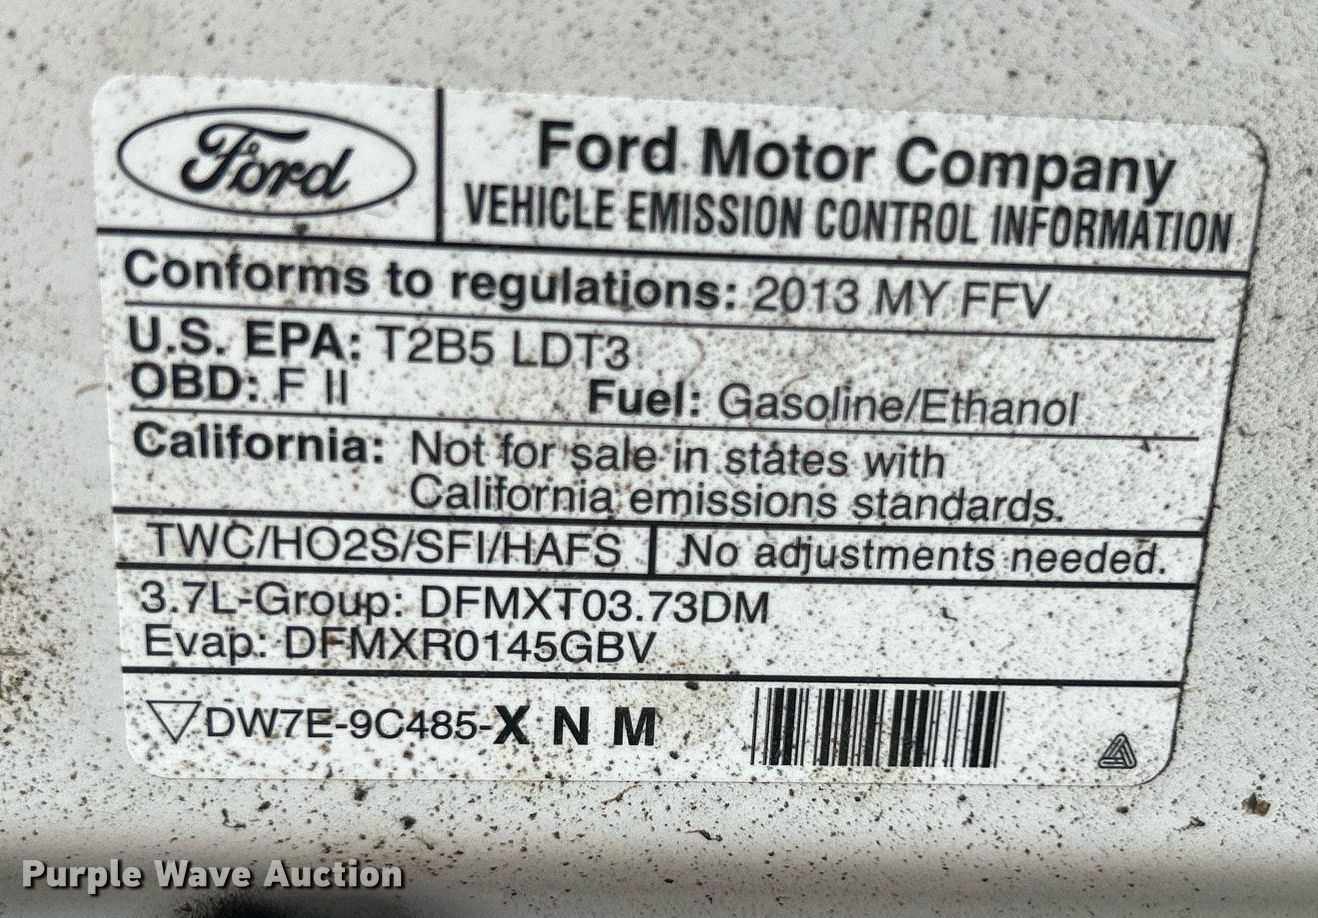 Ford
Ford Motor Company
VEHICLE EMISSION CONTROL INFORMATION
Conforms to regulations: 2013 MY FFV
U.S. EPA: T2B5 LDT3
OBD: F II Fuel: Gasoline/Ethanol
California: Not for sale in states with
California emissions standards.
TWC/HO2S/SFI/HAFS No adjustments needed.
3.7L-Group: DFMXT03.73DM
Evap: DFMXR0145GBV
DW7E-9C485-X N M
Purple Wave Auction